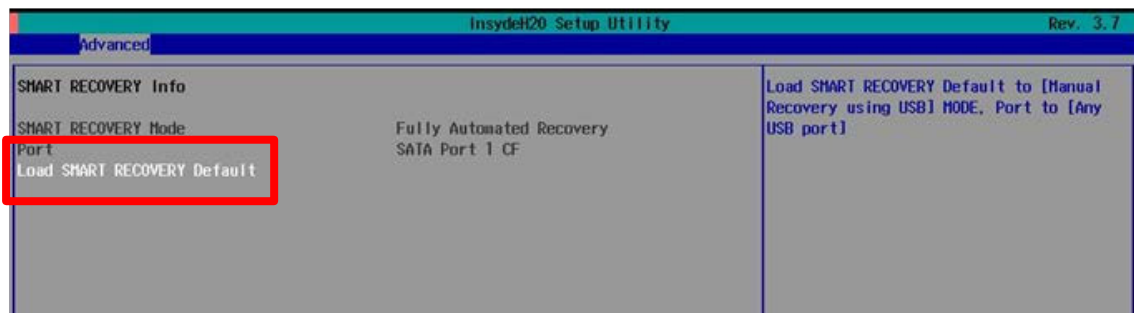 InsydeH20 Setup Utility Rev. 3.7
Advanced
SMART RECOVERY Info
SMART RECOVERY Mode Fully Automated Recovery
Port SATA Port 1 CF
Load SMART RECOVERY Default
Load SMART RECOVERY Default to [Manual
Recovery using USB] MODE, Port to [Any
USB port]